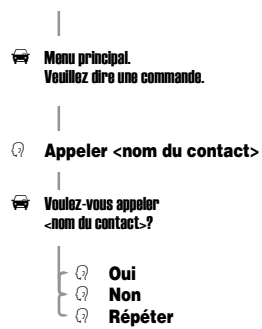 Menu principal.
Veuillez dire une commande.
Appeler <nom du contact>
Voulez-vous appeler
<nom du contact>?
Oui
Non
Répéter